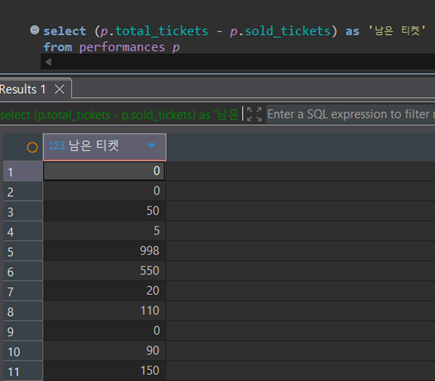 select (p.total_tickets - p.sold_tickets) as '남은 티켓'
from performances p
Results 1
select (p.total_tickets - p.sold_tickets) as '남은 Enter a SQL expression to filter
123 남은 티켓
1 0
2 0
3 50
4 5
5 998
6 550
7 20
8 110
9 0
10 90
11 150